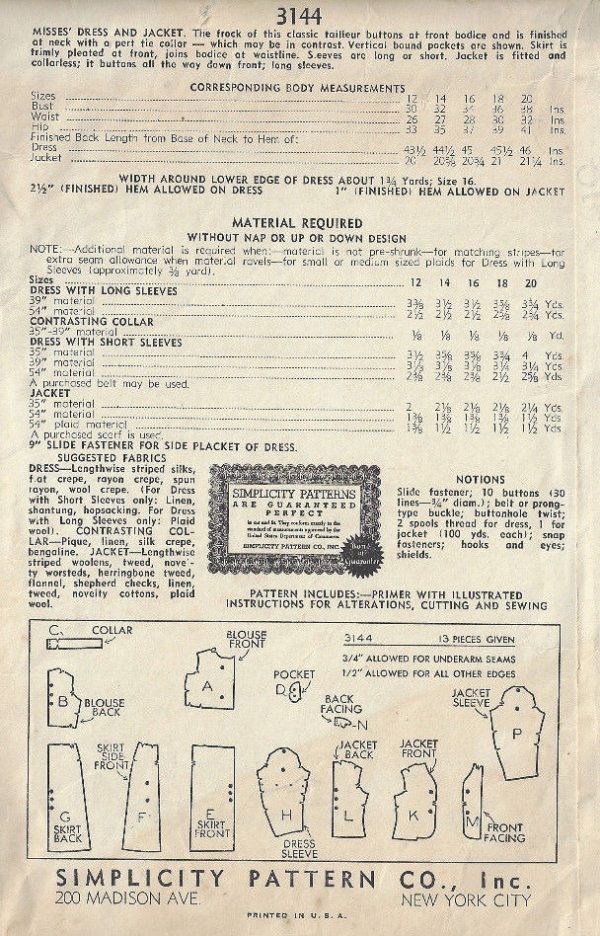 3144
MISSES' DRESS AND JACKET. The frock of this classic tailleur buttons at front bodice and is finished
at neck with a pert tie collar — which may be in contrast. Vertical bound pockets are shown. Skirt is
trimly pleated at front, joins bodice at waistline. Sleeves are long or short. Jacket is fitted and
collarless; it buttons all the way down front; long sleeves.
CORRESPONDING BODY MEASUREMENTS
Sizes 12 14 16 18 20
Bust 30 32 34 36 38 Ins.
Waist 26 27 28 30 32 Ins.
Hip 33 35 37 39 41 Ins.
Finished Back Length from Base of Neck to Hem of:
Dress 43½ 44½ 45 45½ 46 Ins.
Jacket 20 20⅜ 20¾ 21 21¼ Ins.
WIDTH AROUND LOWER EDGE OF DRESS ABOUT 1¾ Yards; Size 16.
2½" (FINISHED) HEM ALLOWED ON DRESS 1" (FINISHED) HEM ALLOWED ON JACKET
MATERIAL REQUIRED
WITHOUT NAP OR UP OR DOWN DESIGN
NOTE:—Additional material is required when:—material is not pre-shrunk—for matching stripes—for
extra seam allowance when material ravels—for small or medium sized plaids for Dress with Long
Sleeves (approximately ⅜ yard).
Sizes 12 14 16 18 20
DRESS WITH LONG SLEEVES
39" material 3⅜ 3½ 3½ 3⅝ 3¾ Yds.
54" material 2½ 2½ 2½ 2⅝ 2¾ Yds.
CONTRASTING COLLAR
35"-39" material ⅛ ⅛ ⅛ ⅛ ⅛ Yd.
DRESS WITH SHORT SLEEVES
35" material 3½ 3⅝ 3⅝ 3¾ 4 Yds.
39" material 3⅛ 3⅛ 3⅛ 3¼ 3¼ Yds.
54" material 2⅜ 2⅜ 2⅜ 2½ 2⅝ Yds.
A purchased belt may be used.
JACKET
35" material 2 2⅛ 2⅛ 2⅛ 2¼ Yds.
54" material 1⅜ 1⅜ 1⅜ 1⅜ 1½ Yds.
54" plaid material 1⅜ 1½ 1½ 1½ 1½ Yds.
A purchased scarf is used.
9" SLIDE FASTENER FOR SIDE PLACKET OF DRESS.
SUGGESTED FABRICS
DRESS—Lengthwise striped silks,
flat crepe, rayon crepe, spun
rayon, wool crepe. (For Dress
with Short Sleeves only: Linen,
shantung, hopsacking. For Dress
with Long Sleeves only: Plaid
wool). CONTRASTING COL-
LAR—Pique, linen, silk crepe,
bengaline. JACKET—Lengthwise
striped woolens, tweed, novel-
ty worsteds, herringbone tweed,
flannel, shepherd checks, linen,
tweed, novelty cottons, plaid
wool.
SIMPLICITY PATTERNS
ARE GUARANTEED
PERFECT
standard of measurements approved by the
United States Department of Commerce
SIMPLICITY PATTERN CO., INC.
NOTIONS
Slide fastener; 10 buttons (30
lines—¾" diam.); belt or prong-
type buckle; buttonhole twist;
2 spools thread for dress, 1 for
jacket (100 yds. each); snap
fasteners; hooks and eyes;
shields.
PATTERN INCLUDES:—PRIMER WITH ILLUSTRATED
INSTRUCTIONS FOR ALTERATIONS, CUTTING AND SEWING
3144 13 PIECES GIVEN
3/4" ALLOWED FOR UNDERARM SEAMS
1/2" ALLOWED FOR ALL OTHER EDGES
C COLLAR
B BLOUSE BACK
A BLOUSE FRONT
POCKET D
BACK FACING N
JACKET SLEEVE P
G SKIRT BACK
SKIRT SIDE FRONT F
E SKIRT FRONT
H DRESS SLEEVE
JACKET BACK L
JACKET FRONT K
M FRONT FACING
SIMPLICITY PATTERN CO., Inc.
200 MADISON AVE. NEW YORK CITY
PRINTED IN U. S. A.